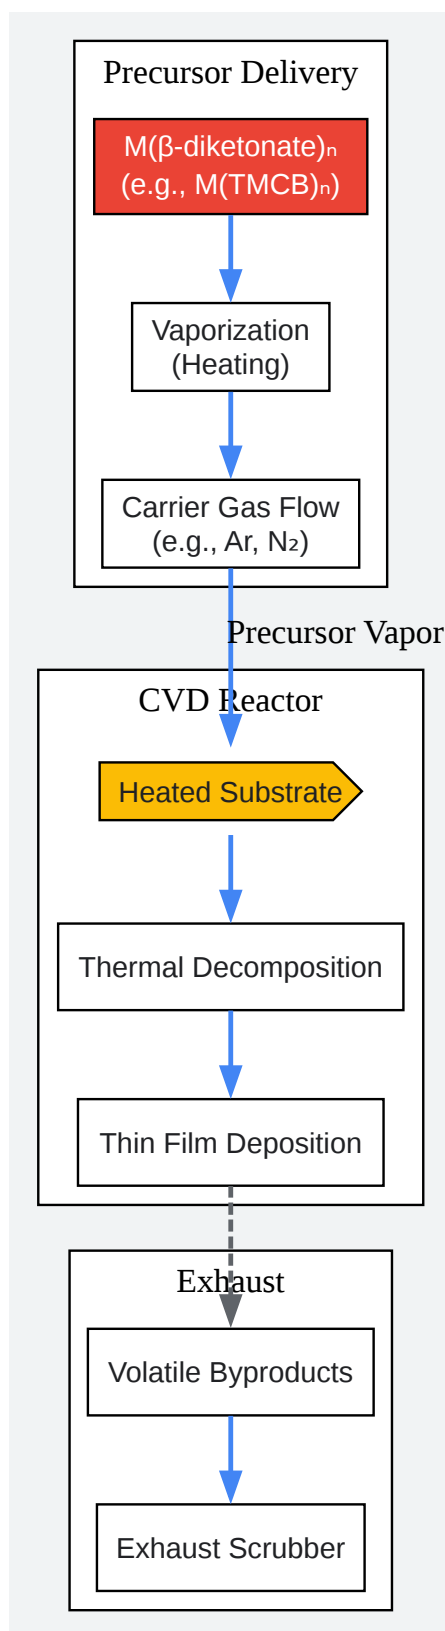 Precursor Delivery
M(β-diketonate)ₙ
(e.g., M(TMCB)ₙ)
Vaporization
(Heating)
Carrier Gas Flow
(e.g., Ar, N₂)
Precursor Vapor
CVD Reactor
Heated Substrate
Thermal Decomposition
Thin Film Deposition
Exhaust
Volatile Byproducts
Exhaust Scrubber